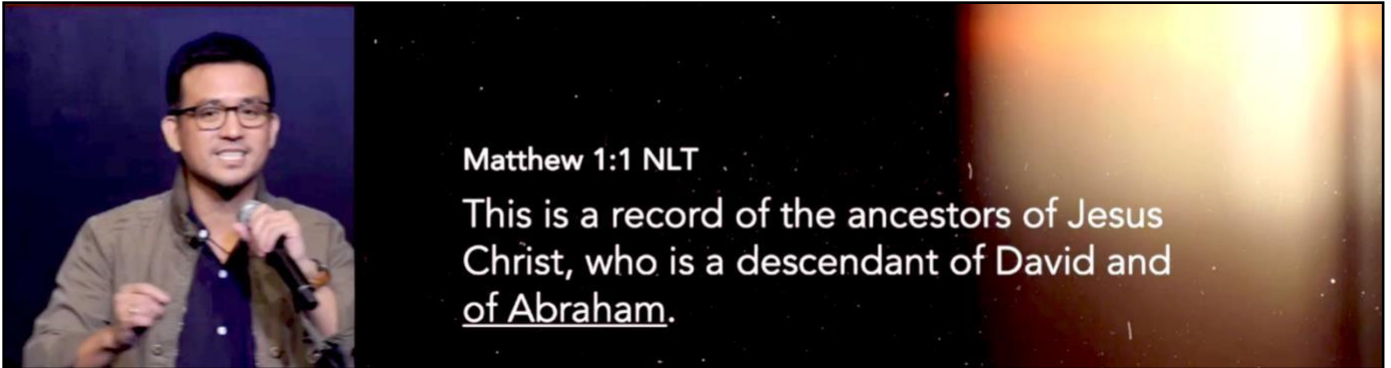 Matthew 1:1 NLT
This is a record of the ancestors of Jesus
Christ, who is a descendant of David and
of Abraham.